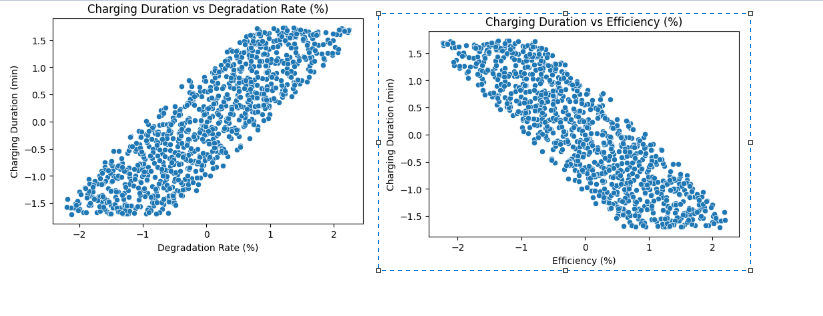 Charging Duration vs Degradation Rate (%)
Charging Duration (min)
1.5
1.0
0.5
0.0
−0.5
−1.0
−1.5
−2 −1 0 1 2
Degradation Rate (%)
Charging Duration vs Efficiency (%)
Charging Duration (min)
1.5
1.0
0.5
0.0
−0.5
−1.0
−1.5
−2 −1 0 1 2
Efficiency (%)